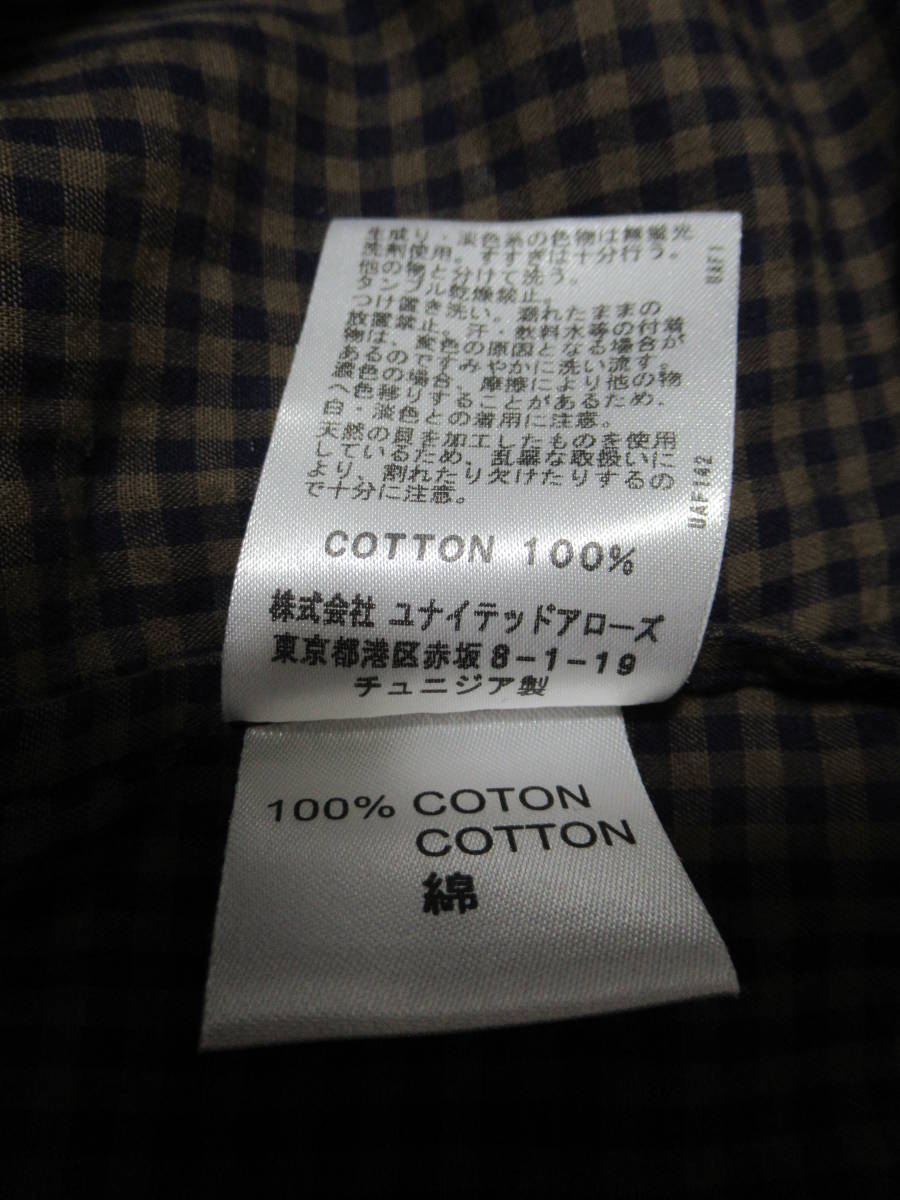 生成り・淡色系の色物は無蛍光
洗剤使用。すすぎは十分行う。
他の物と分けて洗う。
タンブル乾燥禁止。
つけ置き洗い。濡れたままの
放置禁止。汗・飲料水等の付着
物は、変色の原因となる場合が
あるのですみやかに洗い流す。
濃色の場合、摩擦により他の物
へ色移りすることがあるため、
白・淡色との着用に注意。
天然の貝を加工したものを使用
しているため、乱雑な取扱いに
より、割れたり欠けたりするの
で十分に注意。
UAF1
UAF142
COTTON 100%
株式会社 ユナイテッドアローズ
東京都港区赤坂8-1-19
チュニジア製
100% COTON
COTTON
綿